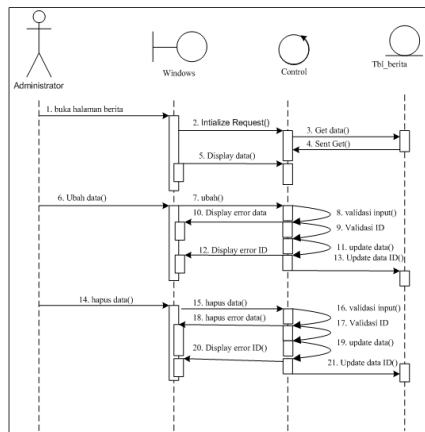 Administrator
Windows
Control
Tbl_berita
1. buka halaman berita
2. Intialize Request()
3. Get data()
4. Sent Get()
5. Display data()
6. Ubah data()
7. ubah()
8. validasi input()
10. Display error data
9. Validasi ID
11. update data()
12. Display error ID
13. Update data ID()
14. hapus data()
15. hapus data()
16. validasi input()
18. hapus error data()
17. Validasi ID
19. update data()
20. Display error ID()
21. Update data ID()